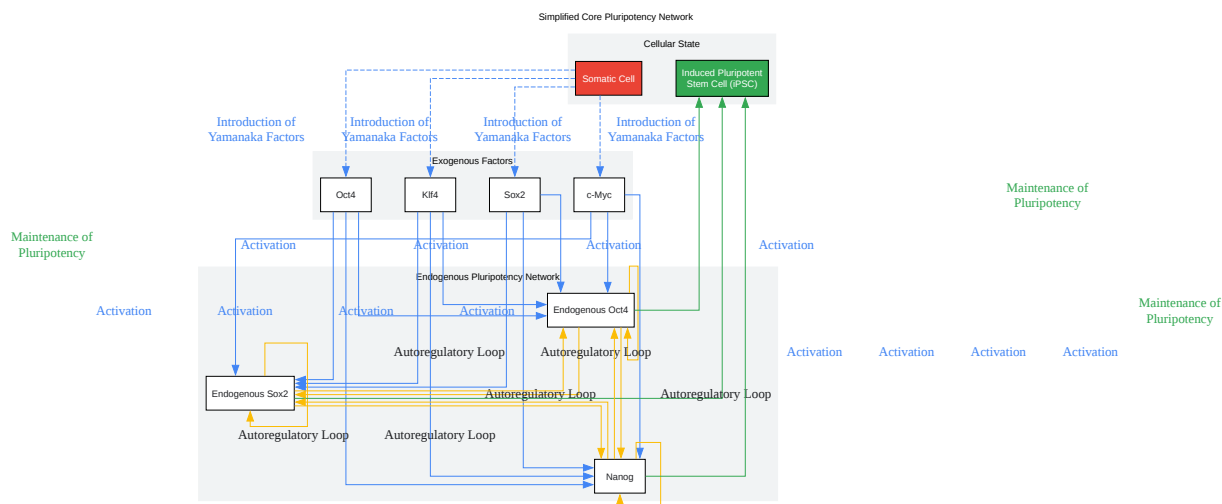 Simplified Core Pluripotency Network
Cellular State
Somatic Cell
Induced Pluripotent
Stem Cell (iPSC)
Introduction of
Yamanaka Factors
Introduction of
Yamanaka Factors
Introduction of
Yamanaka Factors
Introduction of
Yamanaka Factors
Exogenous Factors
Oct4
Klf4
Sox2
c-Myc
Maintenance of
Pluripotency
Maintenance of
Pluripotency
Activation
Activation
Activation
Activation
Endogenous Pluripotency Network
Endogenous Oct4
Maintenance of
Pluripotency
Activation
Activation
Activation
Activation
Autoregulatory Loop
Autoregulatory Loop
Activation
Activation
Activation
Activation
Endogenous Sox2
Autoregulatory Loop
Autoregulatory Loop
Autoregulatory Loop
Autoregulatory Loop
Nanog